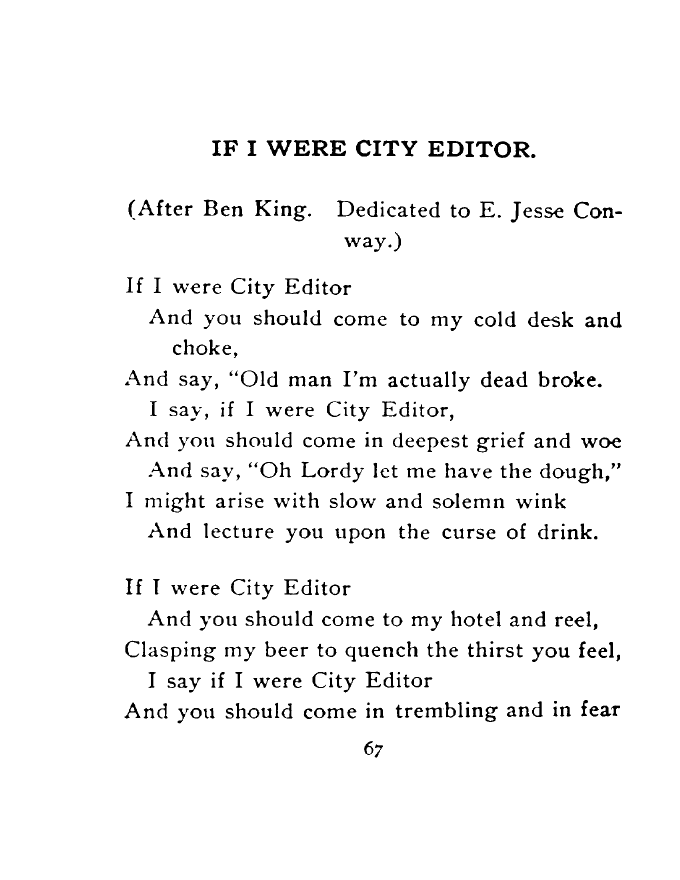 IF I WERE CITY EDITOR.
(After Ben King. Dedicated to E. Jesse Con-
way.)
If I were City Editor
And you should come to my cold desk and
choke,
And say, “Old man I’m actually dead broke.
I say, if I were City Editor,
And you should come in deepest grief and woe
And say, “Oh Lordy let me have the dough,”
I might arise with slow and solemn wink
And lecture you upon the curse of drink.
If I were City Editor
And you should come to my hotel and reel,
Clasping my beer to quench the thirst you feel,
I say if I were City Editor
And you should come in trembling and in fear
67